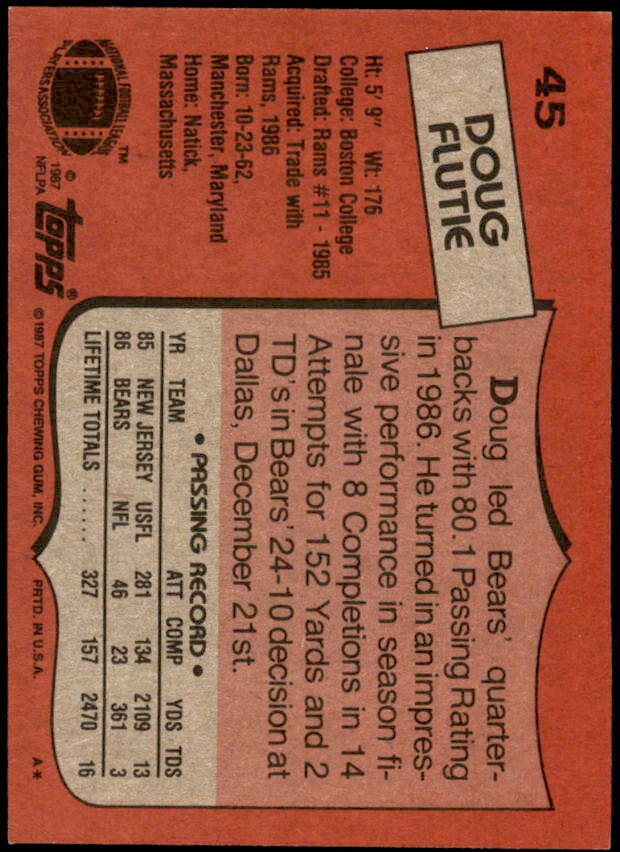 45
DOUG
FLUTIE
Ht: 5' 9" Wt: 176
College: Boston College
Drafted: Rams #11 - 1985
Acquired: Trade with
Rams, 1986
Born: 10-23-62,
Manchester, Maryland
Home: Natick,
Massachusetts
NATIONAL FOOTBALL LEAGUE
PLAYERS ASSOCIATION
™
© 1987
NFLPA
topps®
Doug led Bears' quarter-
backs with 80.1 Passing Rating
in 1986. He turned in an impres-
sive performance in season fi-
nale with 8 Completions in 14
Attempts for 152 Yards and 2
TD's in Bears' 24-10 decision at
Dallas, December 21st.
• PASSING RECORD •
YR TEAM ATT COMP YDS TDS
85 NEW JERSEY USFL 281 134 2109 13
86 BEARS NFL 46 23 361 3
LIFETIME TOTALS ...... 327 157 2470 16
© 1987 TOPPS CHEWING GUM, INC. PRTD. IN U.S.A. A*